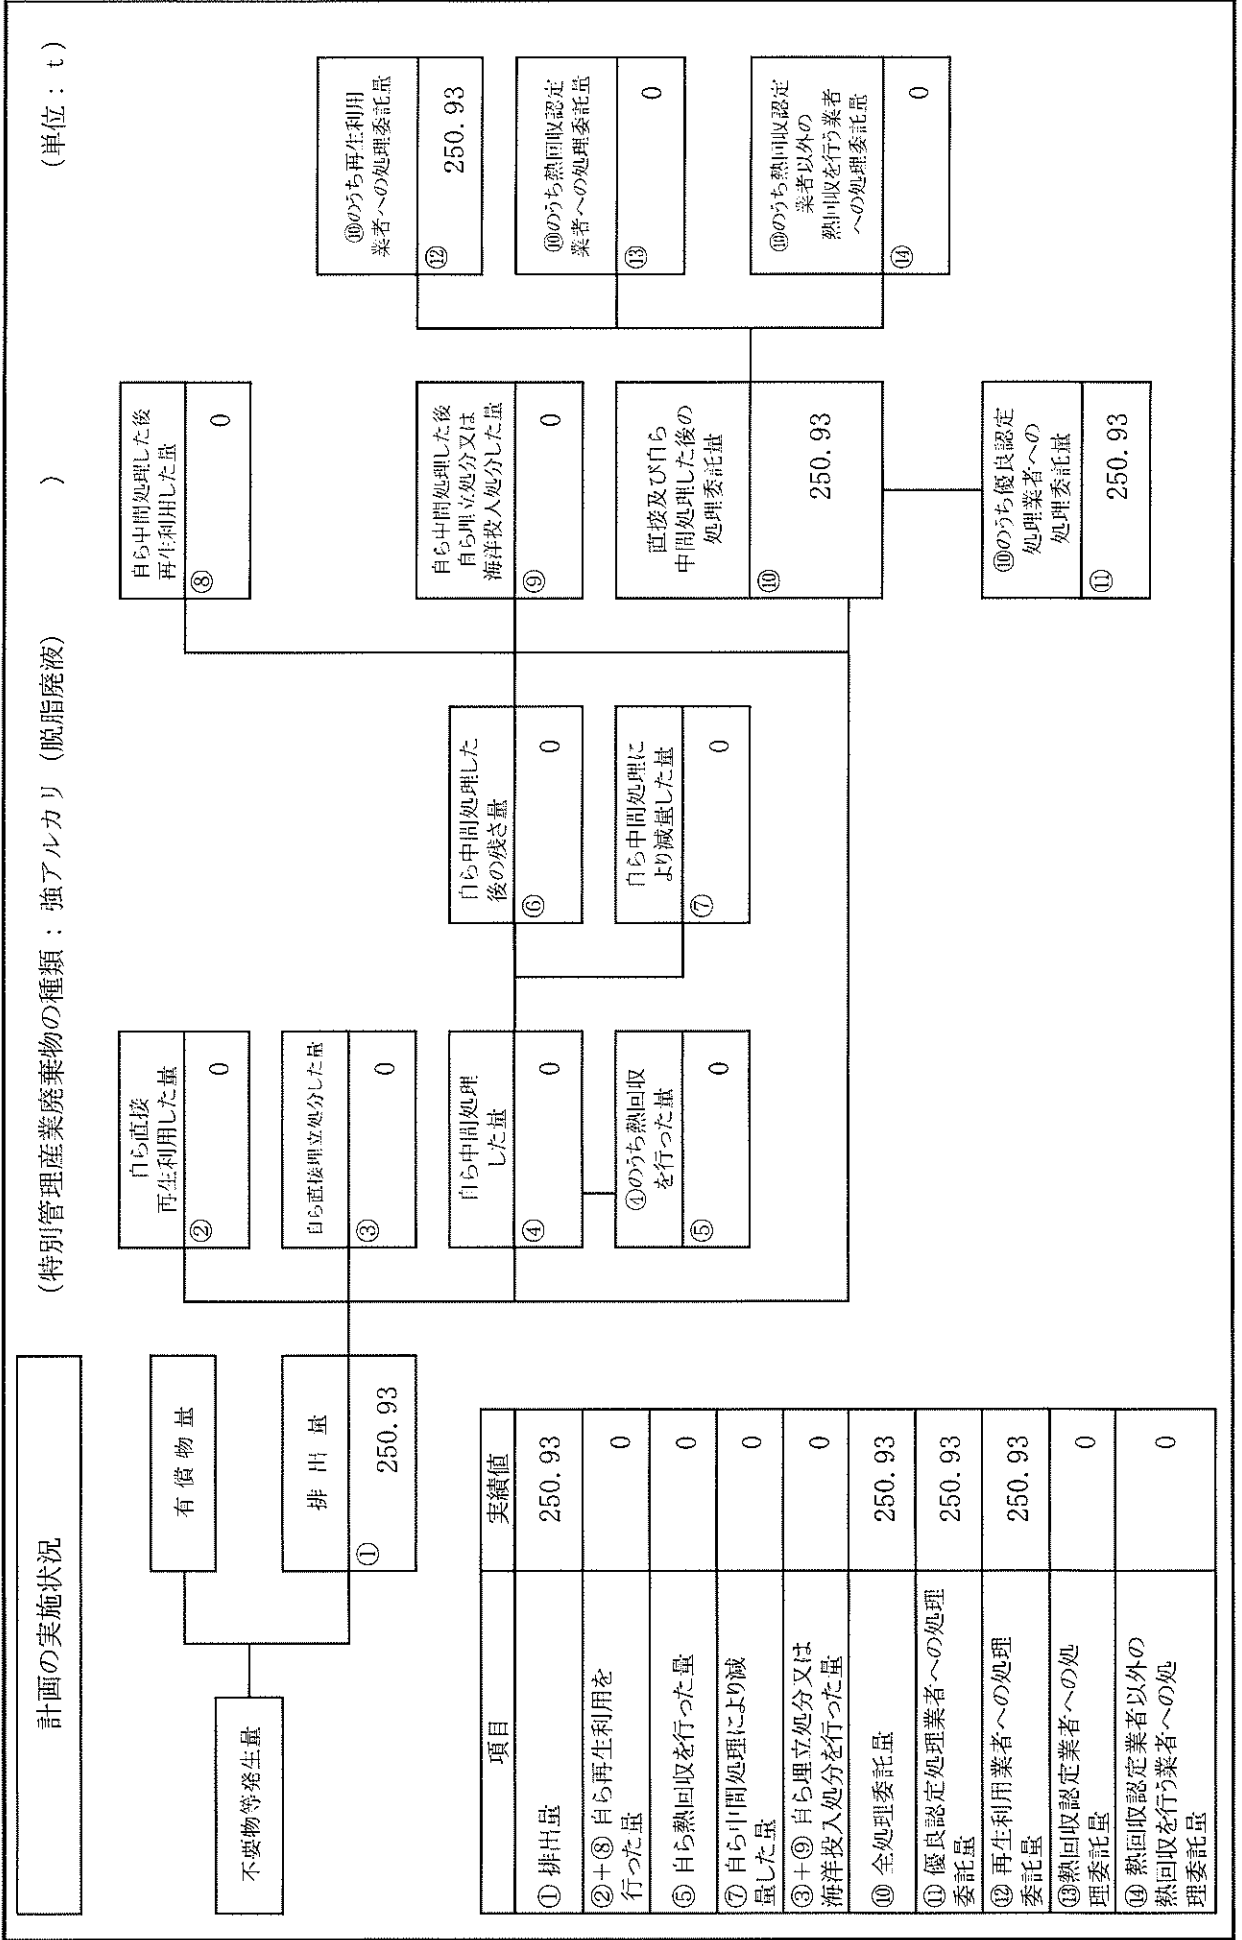 計画の実施状況
(特別管理産業廃棄物の種類：強アルカリ（脱脂廃液）　)
(単位：t)
不要物等発生量
有償物量
排出量
①
250.93
自ら直接
再生利用した量
②
0
自ら直接埋立処分した量
③
0
自ら中間処理
した量
④
0
④のうち熱回収
を行った量
⑤
0
自ら中間処理した
後の残さ量
⑥
0
自ら中間処理に
より減量した量
⑦
0
自ら中間処理した後
再生利用した量
⑧
0
自ら中間処理した後
自ら埋立処分又は
海洋投入処分した量
⑨
0
直接及び自ら
中間処理した後の
処理委託量
⑩
250.93
⑩のうち優良認定
処理業者への
処理委託量
⑪
250.93
⑩のうち再生利用
業者への処理委託量
⑫
250.93
⑩のうち熱回収認定
業者への処理委託量
⑬
0
⑩のうち熱回収認定
業者以外の
熱回収を行う業者
への処理委託量
⑭
0
項目　実績値
①排出量　250.93
②＋⑧ 自ら再生利用を
行った量　0
⑤ 自ら熱回収を行った量　0
⑦ 自ら中間処理により減
量した量　0
③＋⑨ 自ら埋立処分又は
海洋投入処分を行った量　0
⑩ 全処理委託量　250.93
⑪ 優良認定処理業者への処理
委託量　250.93
⑫ 再生利用業者への処理
委託量　250.93
⑬熱回収認定業者への処
理委託量　0
⑭ 熱回収認定業者以外の
熱回収を行う業者への処
理委託量　0